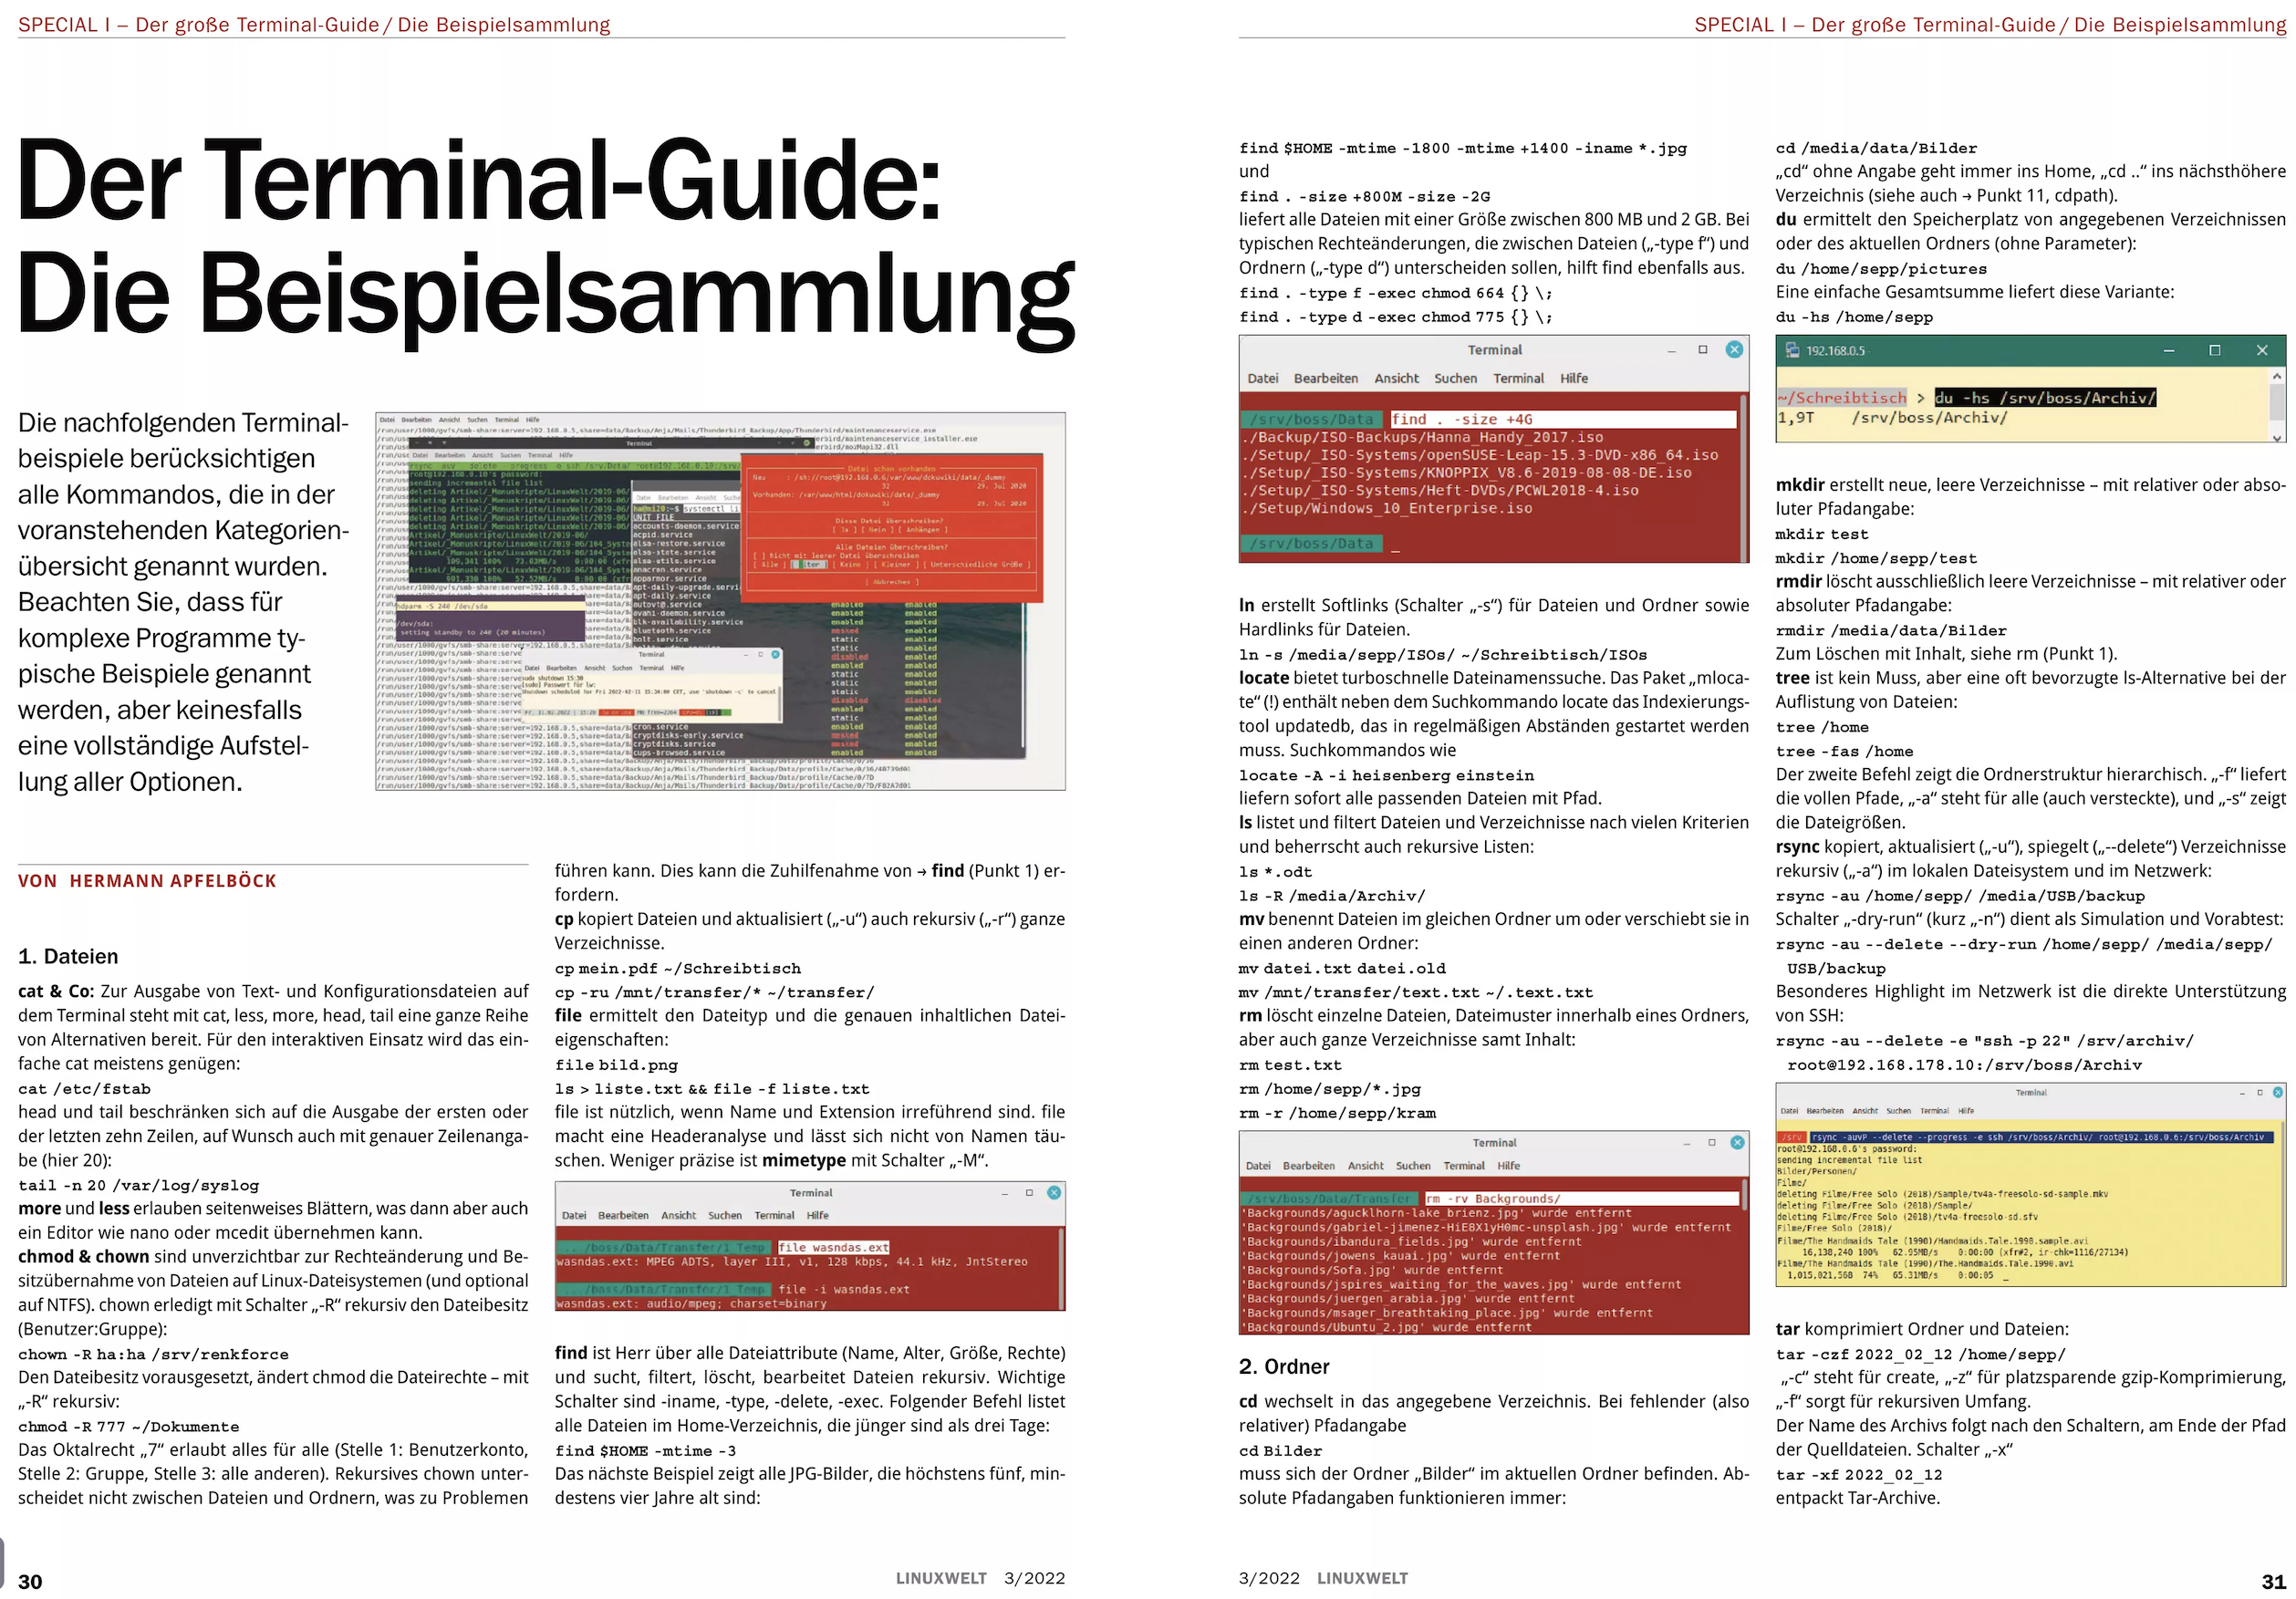 SPECIAL I – Der große Terminal-Guide / Die Beispielsammlung
Der Terminal-Guide:
Die Beispielsammlung
Die nachfolgenden Terminal-
beispiele berücksichtigen
alle Kommandos, die in der
voranstehenden Kategorien-
übersicht genannt wurden.
Beachten Sie, dass für
komplexe Programme ty-
pische Beispiele genannt
werden, aber keinesfalls
eine vollständige Aufstel-
lung aller Optionen.
VON HERMANN APFELBÖCK
1. Dateien
cat & Co: Zur Ausgabe von Text- und Konfigurationsdateien auf
dem Terminal steht mit cat, less, more, head, tail eine ganze Reihe
von Alternativen bereit. Für den interaktiven Einsatz wird das ein-
fache cat meistens genügen:
cat /etc/fstab
head und tail beschränken sich auf die Ausgabe der ersten oder
der letzten zehn Zeilen, auf Wunsch auch mit genauer Zeilenanga-
be (hier 20):
tail -n 20 /var/log/syslog
more und less erlauben seitenweises Blättern, was dann aber auch
ein Editor wie nano oder mcedit übernehmen kann.
chmod & chown sind unverzichtbar zur Rechteänderung und Be-
sitzübernahme von Dateien auf Linux-Dateisystemen (und optional
auf NTFS). chown erledigt mit Schalter „-R“ rekursiv den Dateibesitz
(Benutzer:Gruppe):
chown -R ha:ha /srv/renkforce
Den Dateibesitz vorausgesetzt, ändert chmod die Dateirechte – mit
„-R“ rekursiv:
chmod -R 777 ~/Dokumente
Das Oktalrecht „7“ erlaubt alles für alle (Stelle 1: Benutzerkonto,
Stelle 2: Gruppe, Stelle 3: alle anderen). Rekursives chown unter-
scheidet nicht zwischen Dateien und Ordnern, was zu Problemen
führen kann. Dies kann die Zuhilfenahme von → find (Punkt 1) er-
fordern.
cp kopiert Dateien und aktualisiert („-u“) auch rekursiv („-r“) ganze
Verzeichnisse.
cp mein.pdf ~/Schreibtisch
cp -ru /mnt/transfer/* ~/transfer/
file ermittelt den Dateityp und die genauen inhaltlichen Datei-
eigenschaften:
file bild.png
ls > liste.txt && file -f liste.txt
file ist nützlich, wenn Name und Extension irreführend sind. file
macht eine Headeranalyse und lässt sich nicht von Namen täu-
schen. Weniger präzise ist mimetype mit Schalter „-M“.
Terminal
Datei Bearbeiten Ansicht Suchen Terminal Hilfe
.../boss/Data/Transfer/1_Temp file wasndas.ext
wasndas.ext: MPEG ADTS, layer III, v1, 128 kbps, 44.1 kHz, JntStereo
.../boss/Data/Transfer/1_Temp file -i wasndas.ext
wasndas.ext: audio/mpeg; charset=binary
find ist Herr über alle Dateiattribute (Name, Alter, Größe, Rechte)
und sucht, filtert, löscht, bearbeitet Dateien rekursiv. Wichtige
Schalter sind -iname, -type, -delete, -exec. Folgender Befehl listet
alle Dateien im Home-Verzeichnis, die jünger sind als drei Tage:
find $HOME -mtime -3
Das nächste Beispiel zeigt alle JPG-Bilder, die höchstens fünf, min-
destens vier Jahre alt sind:
30
LINUXWELT 3/2022
SPECIAL I – Der große Terminal-Guide / Die Beispielsammlung
find $HOME -mtime -1800 -mtime +1400 -iname *.jpg
und
find . -size +800M -size -2G
liefert alle Dateien mit einer Größe zwischen 800 MB und 2 GB. Bei
typischen Rechteänderungen, die zwischen Dateien („-type f“) und
Ordnern („-type d“) unterscheiden sollen, hilft find ebenfalls aus.
find . -type f -exec chmod 664 {} \;
find . -type d -exec chmod 775 {} \;
Terminal
Datei Bearbeiten Ansicht Suchen Terminal Hilfe
/srv/boss/Data find . -size +4G
./Backup/ISO-Backups/Hanna_Handy_2017.iso
./Setup/_ISO-Systems/openSUSE-Leap-15.3-DVD-x86_64.iso
./Setup/_ISO-Systems/KNOPPIX_V8.6-2019-08-08-DE.iso
./Setup/_ISO-Systems/Heft-DVDs/PCWL2018-4.iso
./Setup/Windows_10_Enterprise.iso
/srv/boss/Data _
ln erstellt Softlinks (Schalter „-s“) für Dateien und Ordner sowie
Hardlinks für Dateien.
ln -s /media/sepp/ISOs/ ~/Schreibtisch/ISOs
locate bietet turboschnelle Dateinamenssuche. Das Paket „mloca-
te“ (!) enthält neben dem Suchkommando locate das Indexierungs-
tool updatedb, das in regelmäßigen Abständen gestartet werden
muss. Suchkommandos wie
locate -A -i heisenberg einstein
liefern sofort alle passenden Dateien mit Pfad.
ls listet und filtert Dateien und Verzeichnisse nach vielen Kriterien
und beherrscht auch rekursive Listen:
ls *.odt
ls -R /media/Archiv/
mv benennt Dateien im gleichen Ordner um oder verschiebt sie in
einen anderen Ordner:
mv datei.txt datei.old
mv /mnt/transfer/text.txt ~/.text.txt
rm löscht einzelne Dateien, Dateimuster innerhalb eines Ordners,
aber auch ganze Verzeichnisse samt Inhalt:
rm test.txt
rm /home/sepp/*.jpg
rm -r /home/sepp/kram
Terminal
Datei Bearbeiten Ansicht Suchen Terminal Hilfe
/srv/boss/Data/Transfer rm -rv Backgrounds/
'Backgrounds/agucklhorn-lake_brienz.jpg' wurde entfernt
'Backgrounds/gabriel-jimenez-HiE8X1yH0mc-unsplash.jpg' wurde entfernt
'Backgrounds/ibandura_fields.jpg' wurde entfernt
'Backgrounds/jowens_kauai.jpg' wurde entfernt
'Backgrounds/Sofa.jpg' wurde entfernt
'Backgrounds/jspires_waiting_for_the_waves.jpg' wurde entfernt
'Backgrounds/juergen_arabia.jpg' wurde entfernt
'Backgrounds/msager_breathtaking_place.jpg' wurde entfernt
'Backgrounds/Ubuntu_2.jpg' wurde entfernt
2. Ordner
cd wechselt in das angegebene Verzeichnis. Bei fehlender (also
relativer) Pfadangabe
cd Bilder
muss sich der Ordner „Bilder“ im aktuellen Ordner befinden. Ab-
solute Pfadangaben funktionieren immer:
cd /media/data/Bilder
„cd“ ohne Angabe geht immer ins Home, „cd ..“ ins nächsthöhere
Verzeichnis (siehe auch → Punkt 11, cdpath).
du ermittelt den Speicherplatz von angegebenen Verzeichnissen
oder des aktuellen Ordners (ohne Parameter):
du /home/sepp/pictures
Eine einfache Gesamtsumme liefert diese Variante:
du -hs /home/sepp
192.168.0.5
~/Schreibtisch > du -hs /srv/boss/Archiv/
1,9T /srv/boss/Archiv/
mkdir erstellt neue, leere Verzeichnisse – mit relativer oder abso-
luter Pfadangabe:
mkdir test
mkdir /home/sepp/test
rmdir löscht ausschließlich leere Verzeichnisse – mit relativer oder
absoluter Pfadangabe:
rmdir /media/data/Bilder
Zum Löschen mit Inhalt, siehe rm (Punkt 1).
tree ist kein Muss, aber eine oft bevorzugte ls-Alternative bei der
Auflistung von Dateien:
tree /home
tree -fas /home
Der zweite Befehl zeigt die Ordnerstruktur hierarchisch. „-f“ liefert
die vollen Pfade, „-a“ steht für alle (auch versteckte), und „-s“ zeigt
die Dateigrößen.
rsync kopiert, aktualisiert („-u“), spiegelt („--delete“) Verzeichnisse
rekursiv („-a“) im lokalen Dateisystem und im Netzwerk:
rsync -au /home/sepp/ /media/USB/backup
Schalter „-dry-run“ (kurz „-n“) dient als Simulation und Vorabtest:
rsync -au --delete --dry-run /home/sepp/ /media/sepp/
USB/backup
Besonderes Highlight im Netzwerk ist die direkte Unterstützung
von SSH:
rsync -au --delete -e "ssh -p 22" /srv/archiv/
root@192.168.178.10:/srv/boss/Archiv
Terminal
Datei Bearbeiten Ansicht Suchen Terminal Hilfe
/srv rsync -auvP --delete --progress -e ssh /srv/boss/Archiv/ root@192.168.0.6:/srv/boss/Archiv
root@192.168.0.6's password:
sending incremental file list
Bilder/Personen/
Filme/
deleting Filme/Free Solo (2018)/Sample/tv4a-freesolo-sd-sample.mkv
deleting Filme/Free Solo (2018)/Sample/
deleting Filme/Free Solo (2018)/tv4a-freesolo-sd.sfv
Filme/Free Solo (2018)/
Filme/The Handmaids Tale (1990)/Handmaids.Tale.1990.sample.avi
16,138,240 100% 62.95MB/s 0:00:00 (xfr#2, ir-chk=1116/27134)
Filme/The Handmaids Tale (1990)/The.Handmaids.Tale.1990.avi
1,015,021,568 74% 65.31MB/s 0:00:05 _
tar komprimiert Ordner und Dateien:
tar -czf 2022_02_12 /home/sepp/
„-c“ steht für create, „-z“ für platzsparende gzip-Komprimierung,
„-f“ sorgt für rekursiven Umfang.
Der Name des Archivs folgt nach den Schaltern, am Ende der Pfad
der Quelldateien. Schalter „-x“
tar -xf 2022_02_12
entpackt Tar-Archive.
3/2022 LINUXWELT
31